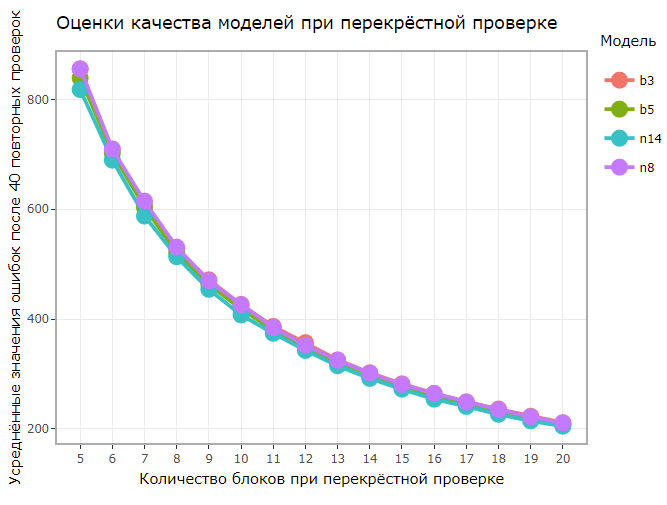 Оценки качества моделей при перекрёстной проверке
Усреднённые значения ошибок после 40 повторных проверок
800
600
400
200
5 6 7 8 9 10 11 12 13 14 15 16 17 18 19 20
Количество блоков при перекрёстной проверке
Модель
b3
b5
n14
n8